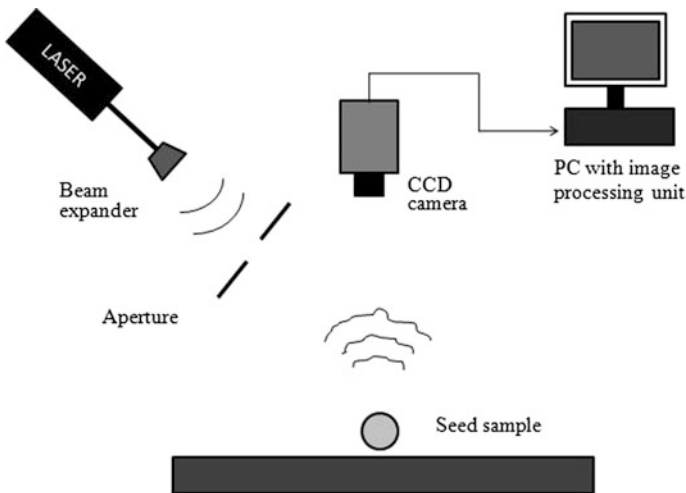 LASER
Beam
expander
CCD
camera
PC with image
processing unit
Aperture
Seed sample